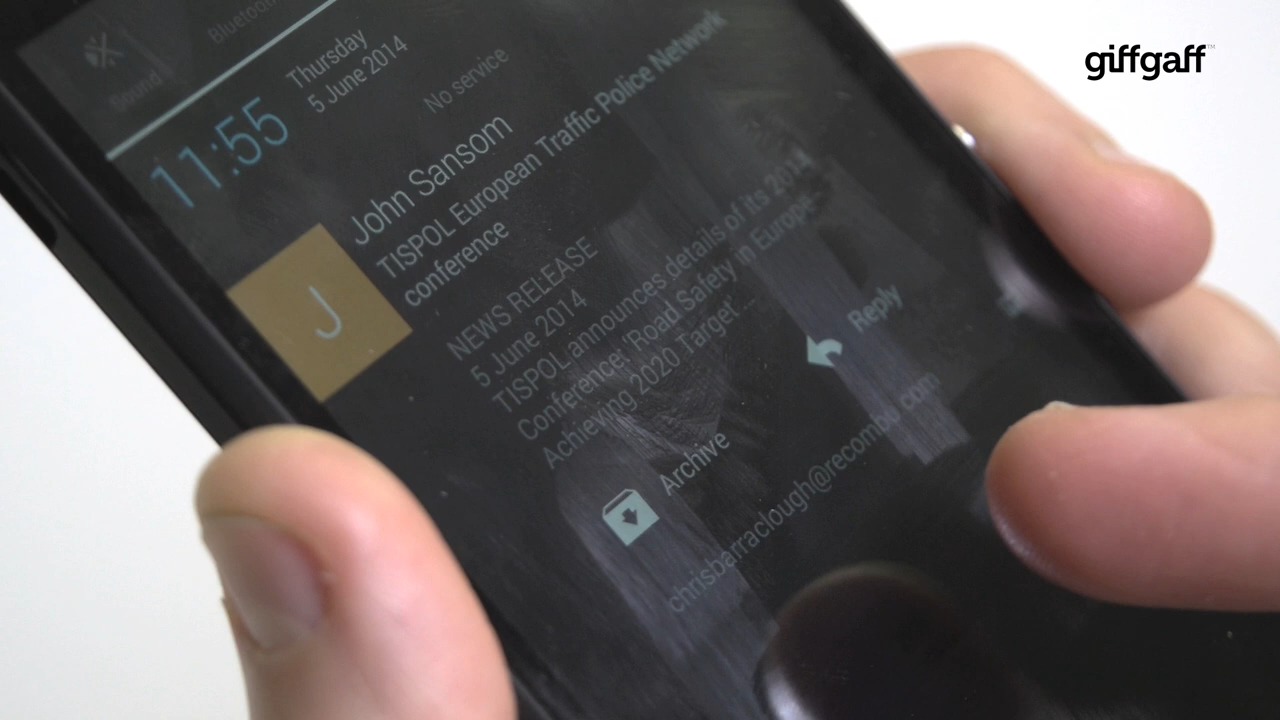 giffgaff™
Bluetooth
Sound
11:55
Thursday
5 June 2014
No service
John Sansom
TISPOL European Traffic Police Network
conference
J
NEWS RELEASE
5 June 2014
TISPOL announces details of its 2014
Conference: 'Road Safety in Europe -
Achieving 2020 Target ...
Archive
Reply
chrisbarraclough@recombu.com